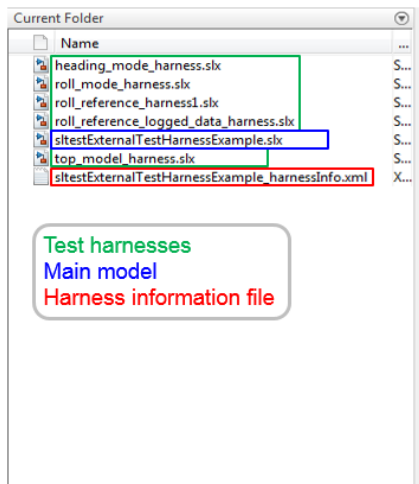 Current Folder
Name ...
heading_mode_harness.slx S...
roll_mode_harness.slx S...
roll_reference_harness1.slx S...
roll_reference_logged_data_harness.slx S...
sltestExternalTestHarnessExample.slx S...
top_model_harness.slx S...
sltestExternalTestHarnessExample_harnessInfo.xml X...
Test harnesses
Main model
Harness information file